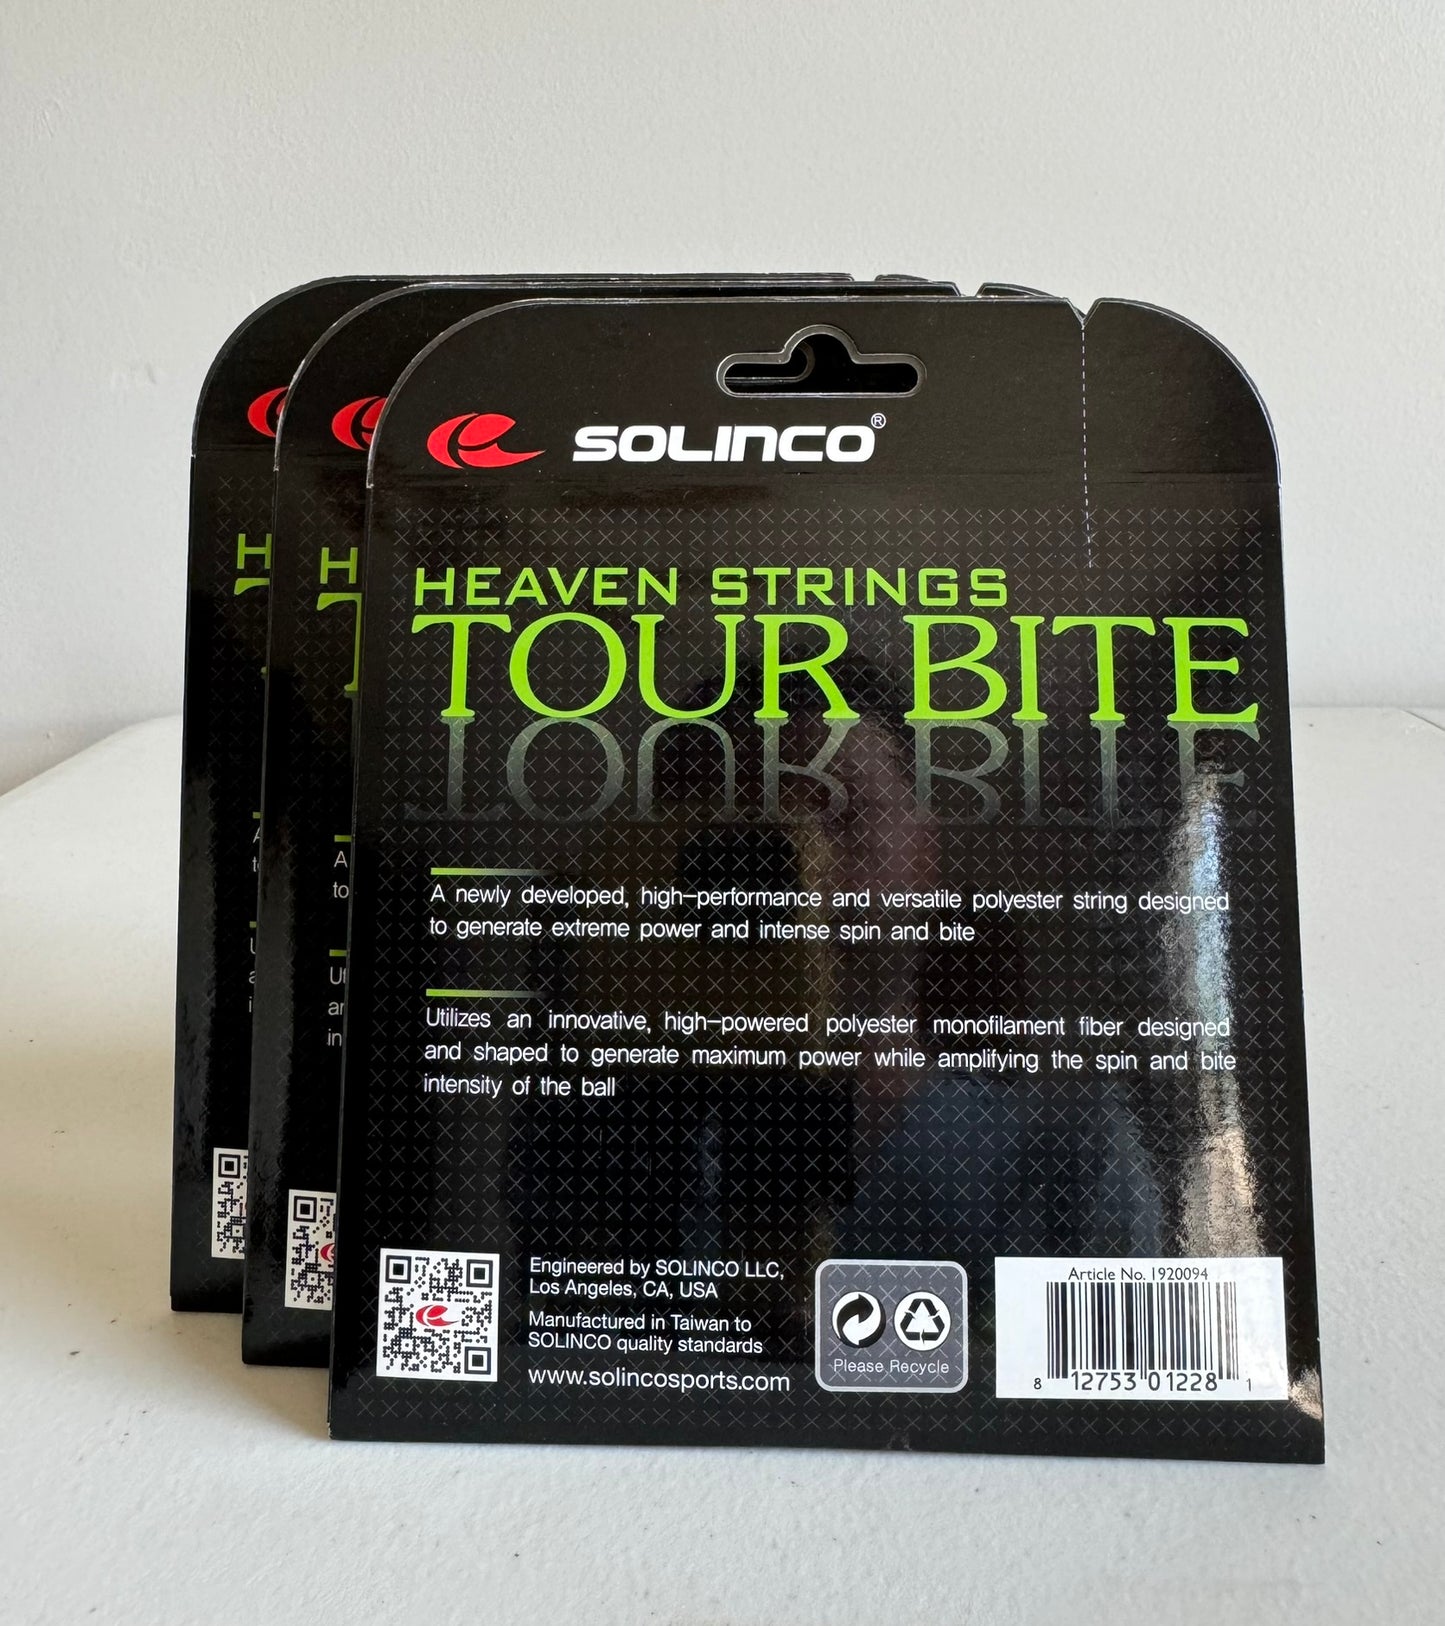 SOLINCO®
HEAVEN STRINGS
TOUR BITE
A newly developed, high-performance and versatile polyester string designed
to generate extreme power and intense spin and bite
Utilizes an innovative, high-powered polyester monofilament fiber designed
and shaped to generate maximum power while amplifying the spin and bite
intensity of the ball
Engineered by SOLINCO LLC,
Los Angeles, CA, USA
Manufactured in Taiwan to
SOLINCO quality standards
www.solincosports.com
Please Recycle
Article No. 1920094
8 12753 01228 1